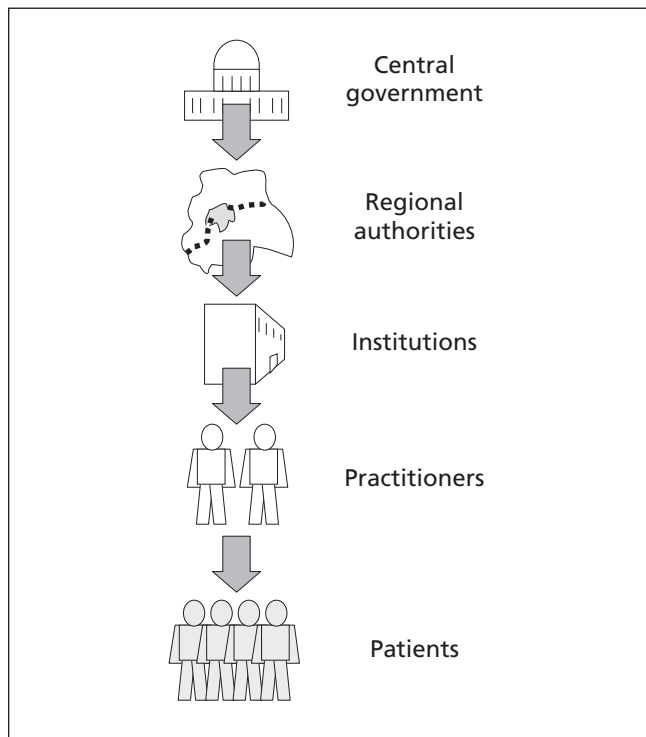 Central
government
Regional
authorities
Institutions
Practitioners
Patients